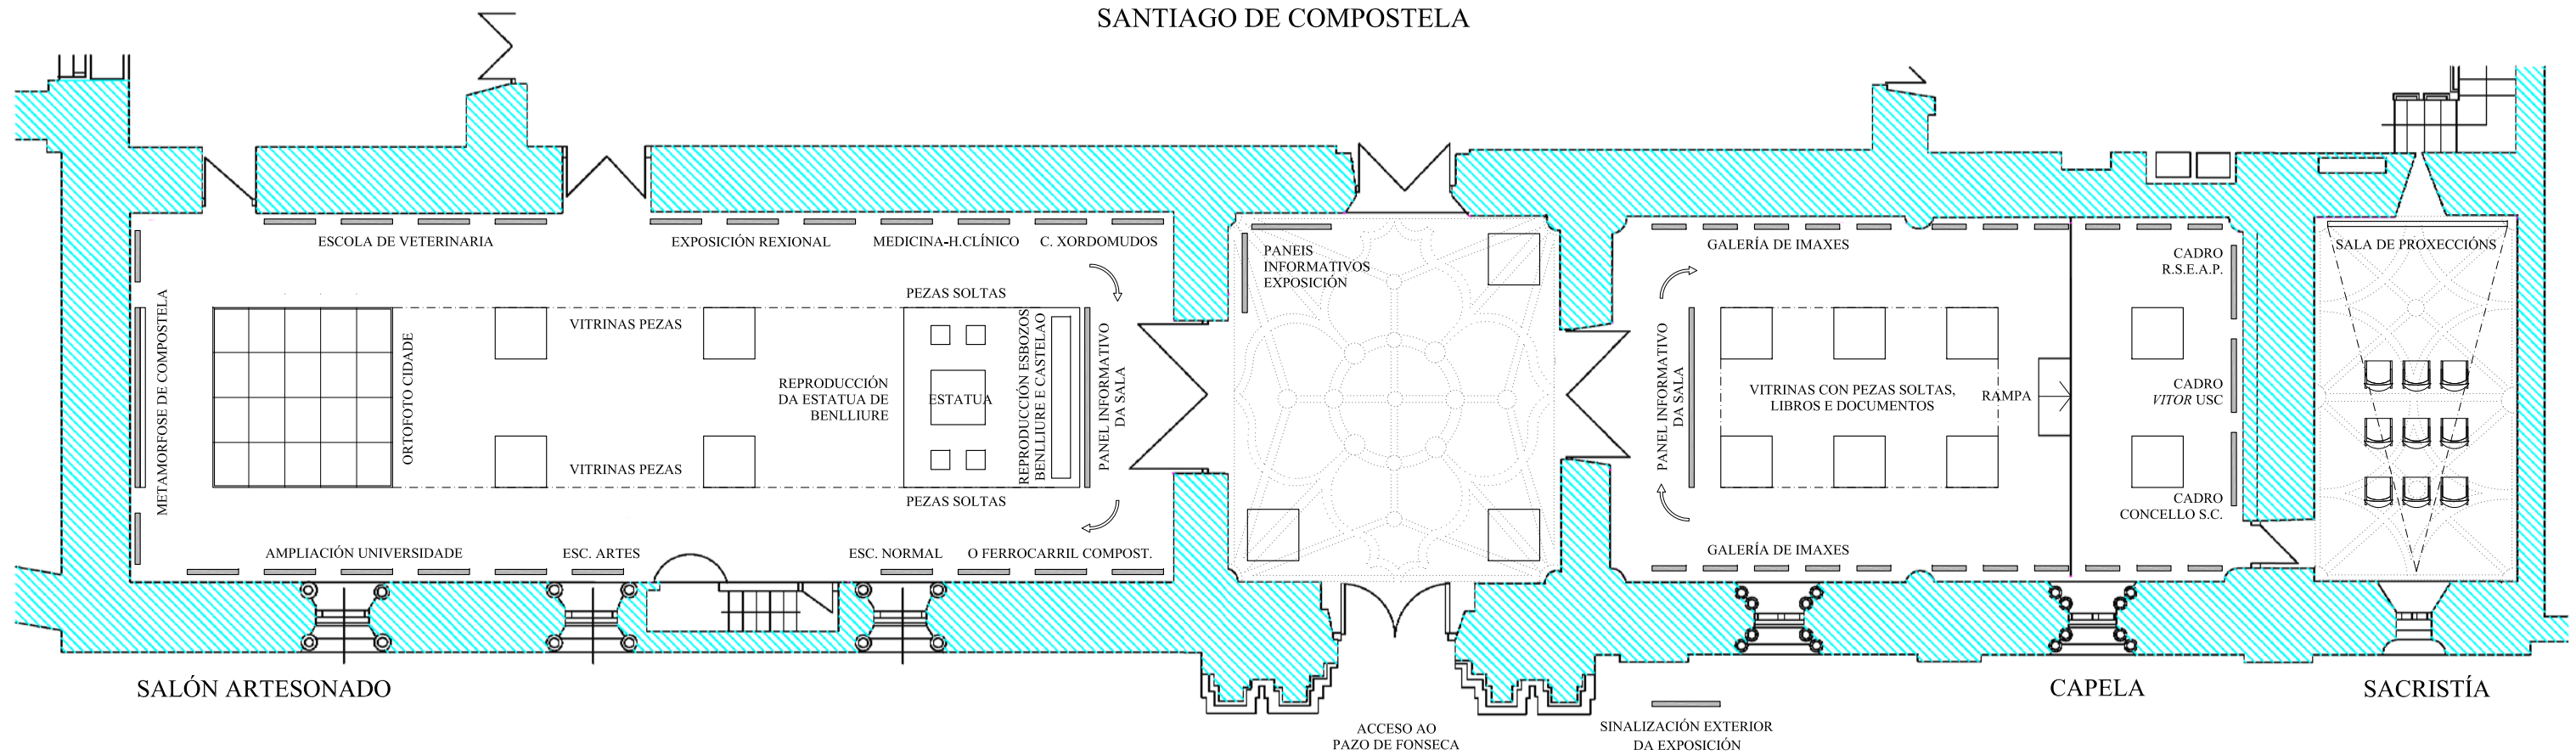 SANTIAGO DE COMPOSTELA
ESCOLA DE VETERINARIA
EXPOSICIÓN REXIONAL
MEDICINA-H.CLÍNICO
C. XORDOMUDOS
METAMORFOSE DE COMPOSTELA
ORTOFOTO CIDADE
VITRINAS PEZAS
VITRINAS PEZAS
PEZAS SOLTAS
REPRODUCCIÓN
DA ESTATUA DE
BENLLIURE
ESTATUA
REPRODUCCIÓN ESBOZOS
BENLLIURE E CASTELAO
PEZAS SOLTAS
PANEL INFORMATIVO
DA SALA
AMPLIACIÓN UNIVERSIDADE
ESC. ARTES
ESC. NORMAL
O FERROCARRIL COMPOST.
PANEIS
INFORMATIVOS
EXPOSICIÓN
GALERÍA DE IMAXES
PANEL INFORMATIVO
DA SALA
VITRINAS CON PEZAS SOLTAS,
LIBROS E DOCUMENTOS
RAMPA
GALERÍA DE IMAXES
CADRO
R.S.E.A.P.
CADRO
VITOR USC
CADRO
CONCELLO S.C.
SALA DE PROXECCIÓNS
SALÓN ARTESONADO
ACCESO AO
PAZO DE FONSECA
SINALIZACIÓN EXTERIOR
DA EXPOSICIÓN
CAPELA
SACRISTÍA